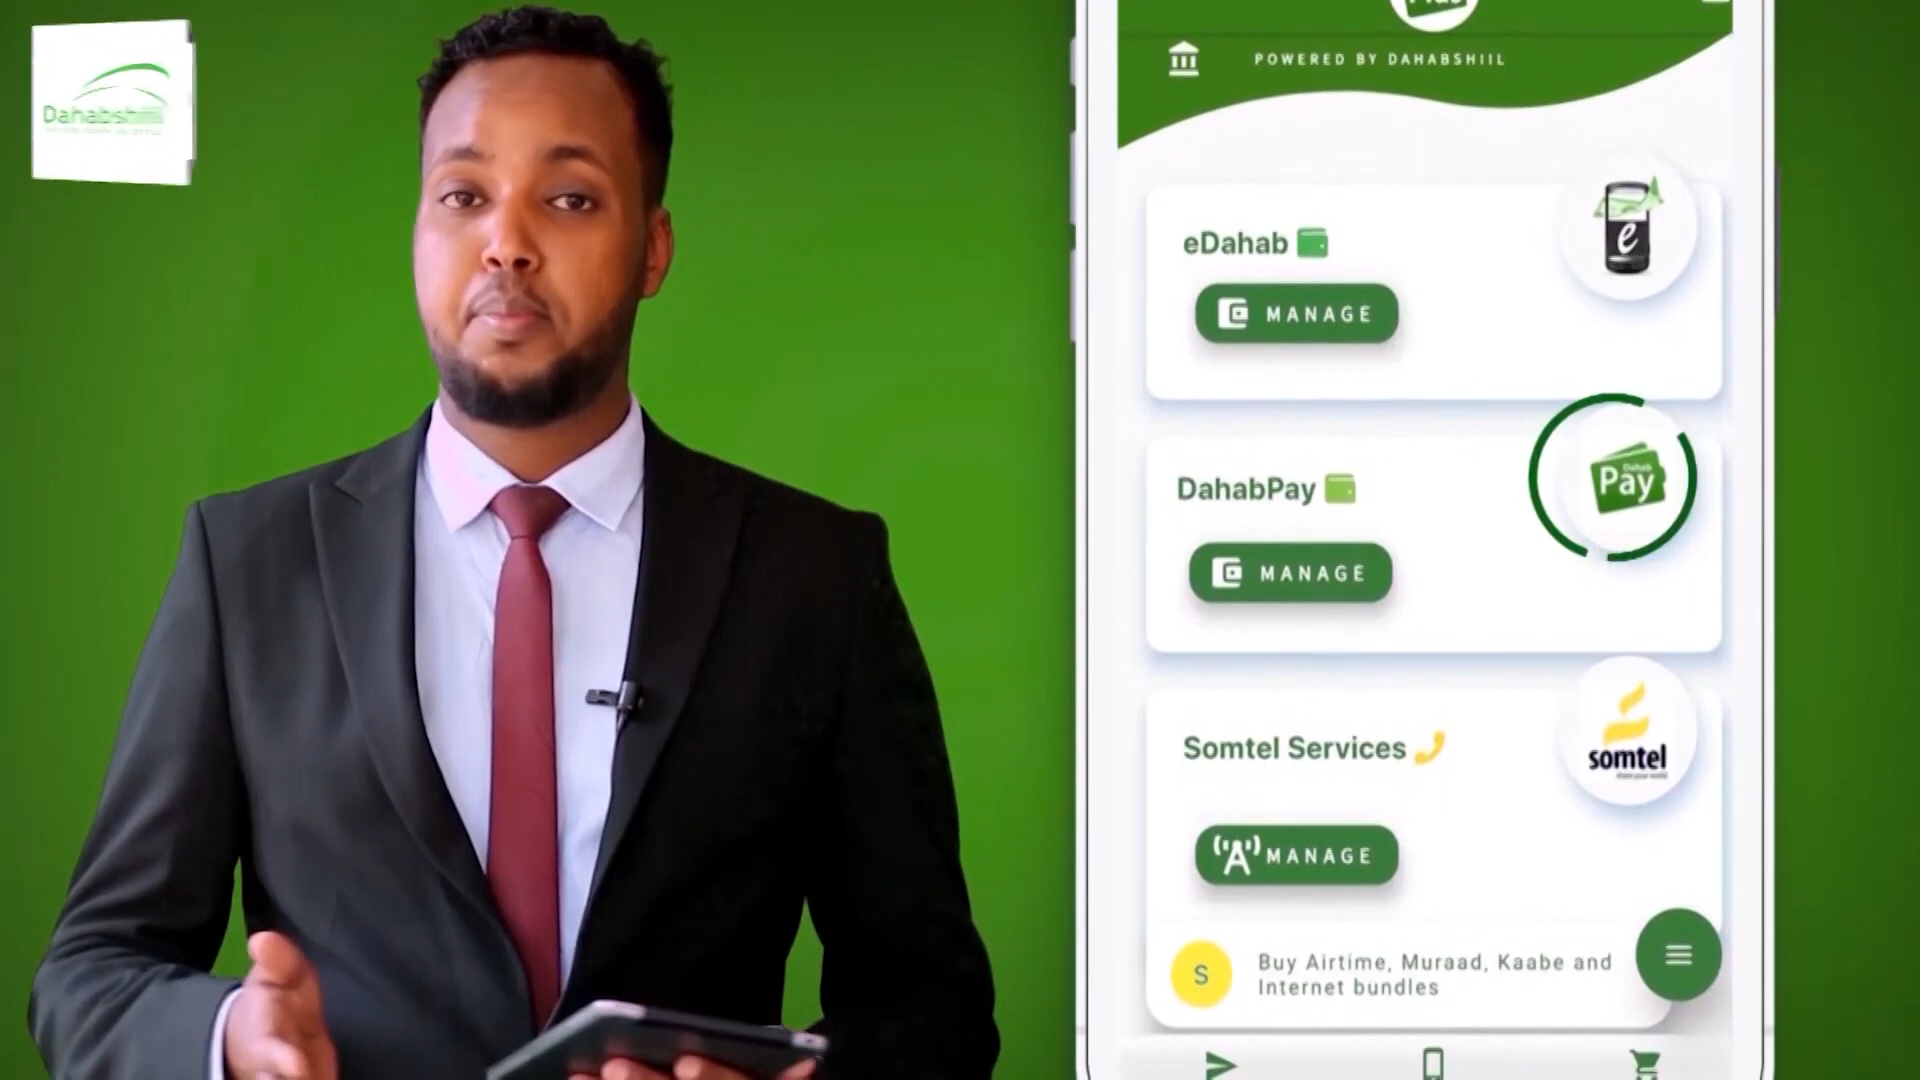 Dahabshiil
POWERED BY DAHABSHIIL
eDahab
e
MANAGE
DahabPay
Dahab
Pay
MANAGE
Somtel Services
somtel
MANAGE
S
Buy Airtime, Muraad, Kaabe and
Internet bundles